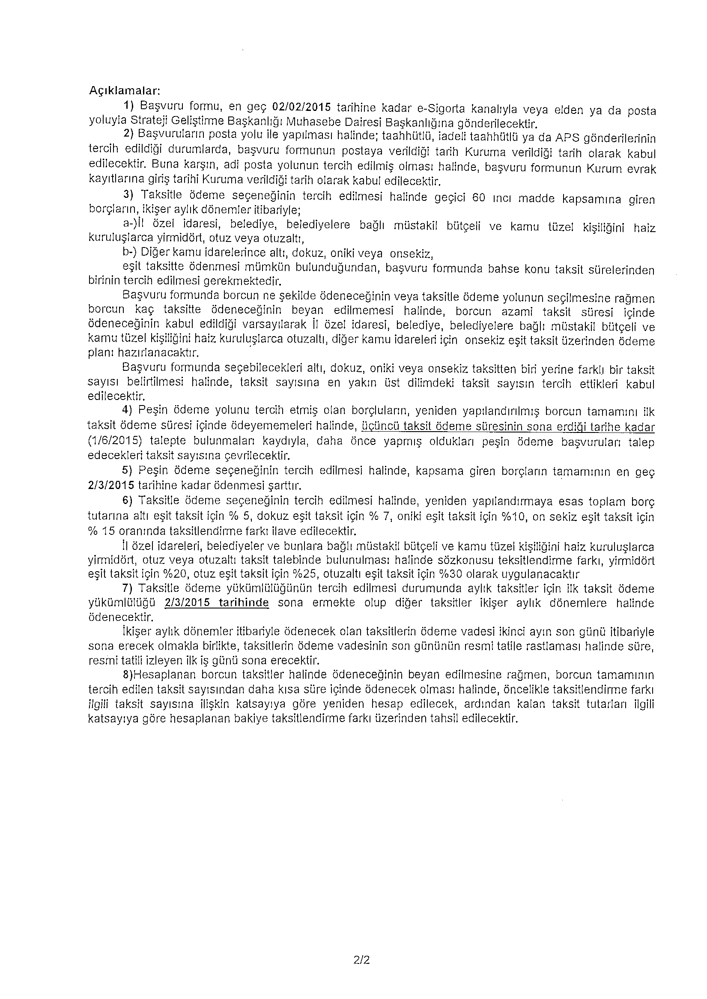 Açıklamalar:
1) Başvuru formu, en geç 02/02/2015 tarihine kadar e-Sigorta kanalıyla veya elden ya da posta
yoluyla Strateji Geliştirme Başkanlığı Muhasebe Dairesi Başkanlığına gönderilecektir.
2) Başvuruların posta yolu ile yapılması halinde; taahhütlü, iadeli taahhütlü ya da APS gönderilerinin
tercih edildiği durumlarda, başvuru formunun postaya verildiği tarih Kuruma verildiği tarih olarak kabul
edilecektir. Buna karşın, adi posta yolunun tercih edilmiş olması halinde, başvuru formunun Kurum evrak
kayıtlarına giriş tarihi Kuruma verildiği tarih olarak kabul edilecektir.
3) Taksitle ödeme seçeneğinin tercih edilmesi halinde geçici 60 ıncı madde kapsamına giren
borçların, ikişer aylık dönemler itibariyle;
a-)İl özel idaresi, belediye, belediyelere bağlı müstakil bütçeli ve kamu tüzel kişiliğini haiz
kuruluşlarca yirmidört, otuz veya otuzaltı,
b-) Diğer kamu idarelerince altı, dokuz, oniki veya onsekiz,
eşit taksitte ödenmesi mümkün bulunduğundan, başvuru formunda bahse konu taksit sürelerinden
birinin tercih edilmesi gerekmektedir.
Başvuru formunda borcun ne şekilde ödeneceğinin veya taksitle ödeme yolunun seçilmesine rağmen
borcun kaç taksitte ödeneceğinin beyan edilmemesi halinde, borcun azami taksit süresi içinde
ödeneceğinin kabul edildiği varsayılarak İl özel idaresi, belediye, belediyelere bağlı müstakil bütçeli ve
kamu tüzel kişiliğini haiz kuruluşlarca otuzaltı, diğer kamu idareleri için onsekiz eşit taksit üzerinden ödeme
planı hazırlanacaktır.
Başvuru formunda seçebilecekleri altı, dokuz, oniki veya onsekiz taksitten biri yerine farklı bir taksit
sayısı belirtilmesi halinde, taksit sayısına en yakın üst dilimdeki taksit sayısın tercih ettikleri kabul
edilecektir.
4) Peşin ödeme yolunu tercih etmiş olan borçluların, yeniden yapılandırılmış borcun tamamını ilk
taksit ödeme süresi içinde ödeyememeleri halinde, üçüncü taksit ödeme süresinin sona erdiği tarihe kadar
(1/6/2015) talepte bulunmaları kaydıyla, daha önce yapmış oldukları peşin ödeme başvuruları talep
edecekleri taksit sayısına çevrilecektir.
5) Peşin ödeme seçeneğinin tercih edilmesi halinde, kapsama giren borçların tamamının en geç
2/3/2015 tarihine kadar ödenmesi şarttır.
6) Taksitle ödeme seçeneğinin tercih edilmesi halinde, yeniden yapılandırmaya esas toplam borç
tutarına altı eşit taksit için % 5, dokuz eşit taksit için % 7, oniki eşit taksit için %10, on sekiz eşit taksit için
% 15 oranında taksitlendirme farkı ilave edilecektir.
İl özel idareleri, belediyeler ve bunlara bağlı müstakil bütçeli ve kamu tüzel kişiliğini haiz kuruluşlarca
yirmidört, otuz veya otuzaltı taksit talebinde bulunulması halinde sözkonusu teksitlendirme farkı, yirmidört
eşit taksit için %20, otuz eşit taksit için %25, otuzaltı eşit taksit için %30 olarak uygulanacaktır
7) Taksitle ödeme yükümlülüğünün tercih edilmesi durumunda aylık taksitler için ilk taksit ödeme
yükümlülüğü 2/3/2015 tarihinde sona ermekte olup diğer taksitler ikişer aylık dönemlere halinde
ödenecektir.
İkişer aylık dönemler itibariyle ödenecek olan taksitlerin ödeme vadesi ikinci ayın son günü itibariyle
sona erecek olmakla birlikte, taksitlerin ödeme vadesinin son gününün resmi tatile rastlaması halinde süre,
resmi tatili izleyen ilk iş günü sona erecektir.
8)Hesaplanan borcun taksitler halinde ödeneceğinin beyan edilmesine rağmen, borcun tamamının
tercih edilen taksit sayısından daha kısa süre içinde ödenecek olması halinde, öncelikle taksitlendirme farkı
ilgili taksit sayısına ilişkin katsayıya göre yeniden hesap edilecek, ardından kalan taksit tutarları ilgili
katsayıya göre hesaplanan bakiye taksitlendirme farkı üzerinden tahsil edilecektir.
2/2